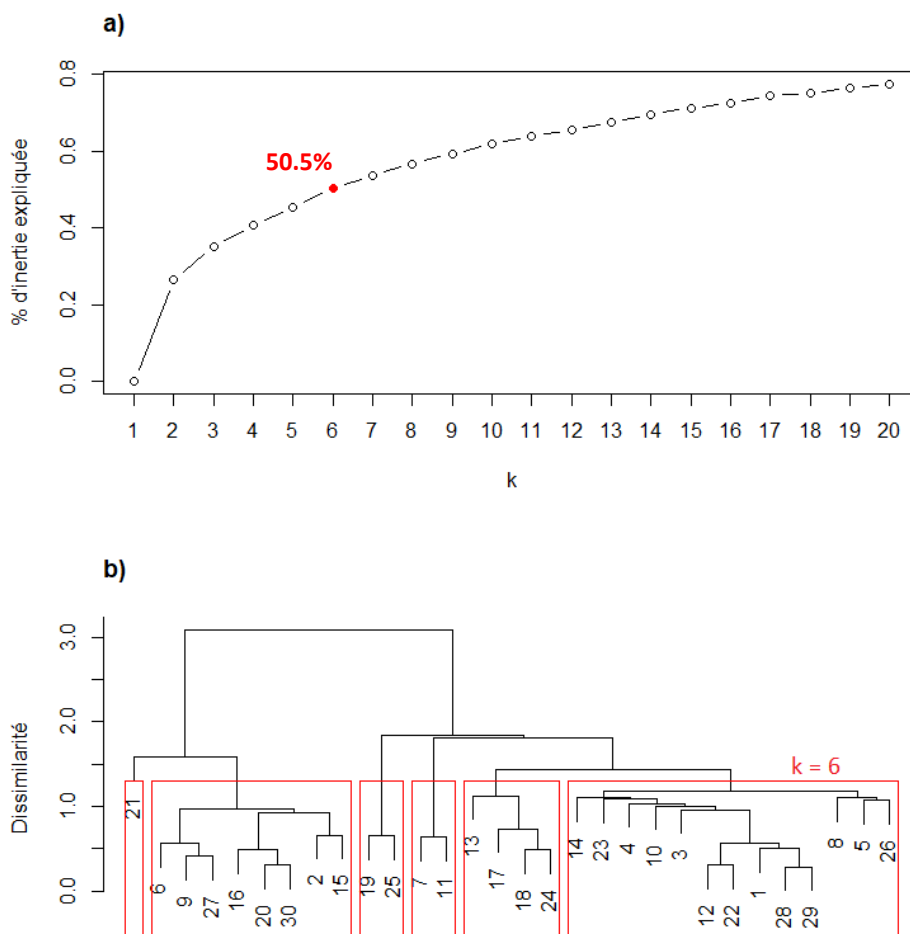 a)
% d'inertie expliquée
0.8
0.6
0.4
0.2
0.0
50.5%
1 2 3 4 5 6 7 8 9 10 11 12 13 14 15 16 17 18 19 20
k
b)
Dissimilarité
3.0
2.0
1.0
0.0
k = 6
21 6 9 27 16 20 30 2 15 19 25 7 11 13 17 18 24 14 23 4 10 3 12 22 1 28 29 8 5 26